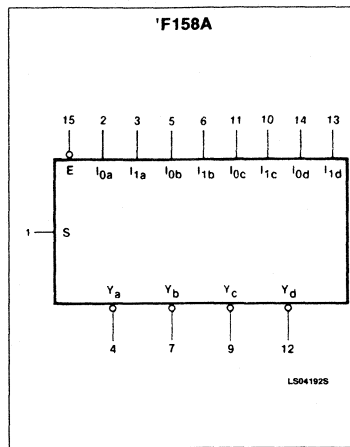 'F158A
15 2 3 5 6 11 10 14 13
E I0a I1a I0b I1b I0c I1c I0d I1d
1 S
Ya Yb Yc Yd
4 7 9 12
LS04192S